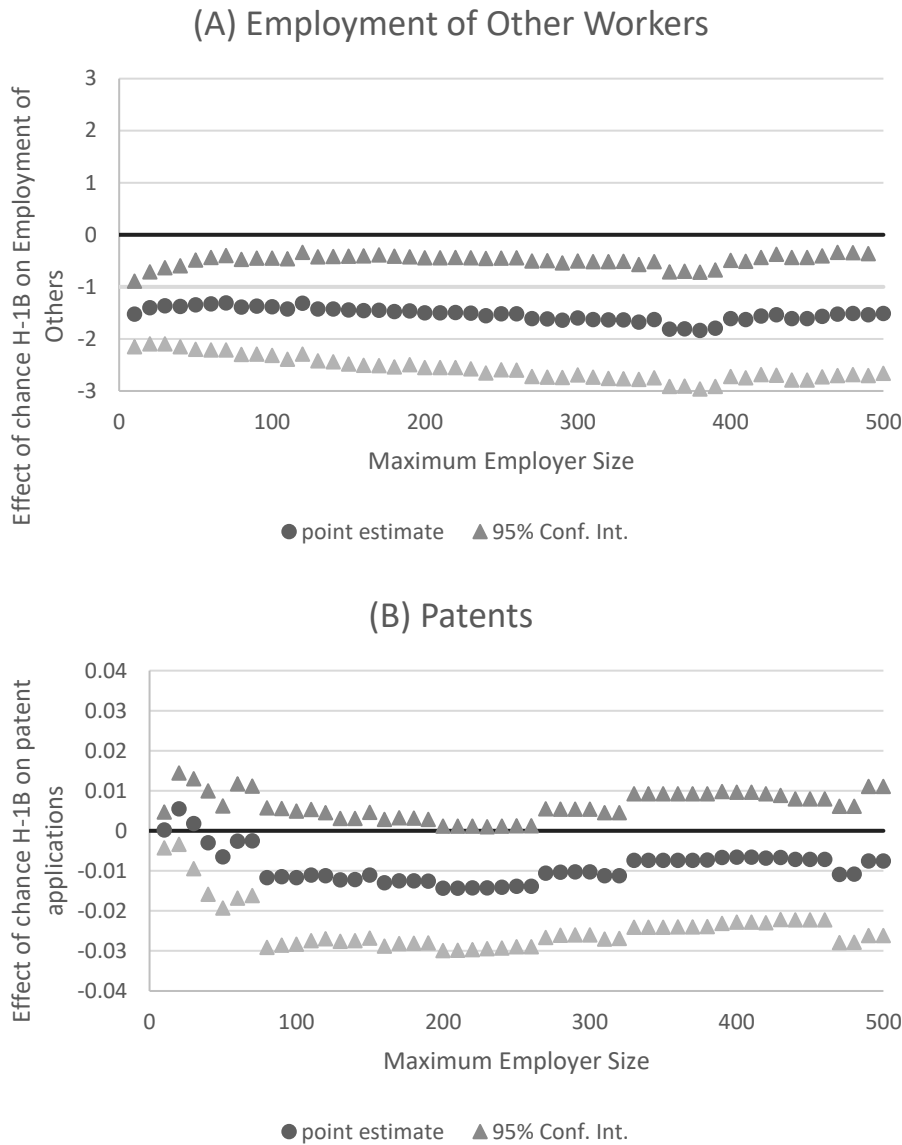 (A) Employment of Other Workers
Effect of chance H-1B on Employment of
Others
3
2
1
0
-1
-2
-3
0 100 200 300 400 500
Maximum Employer Size
point estimate 95% Conf. Int.
(B) Patents
Effect of chance H-1B on patent
applications
0.04
0.03
0.02
0.01
0
-0.01
-0.02
-0.03
-0.04
0 100 200 300 400 500
Maximum Employer Size
point estimate 95% Conf. Int.